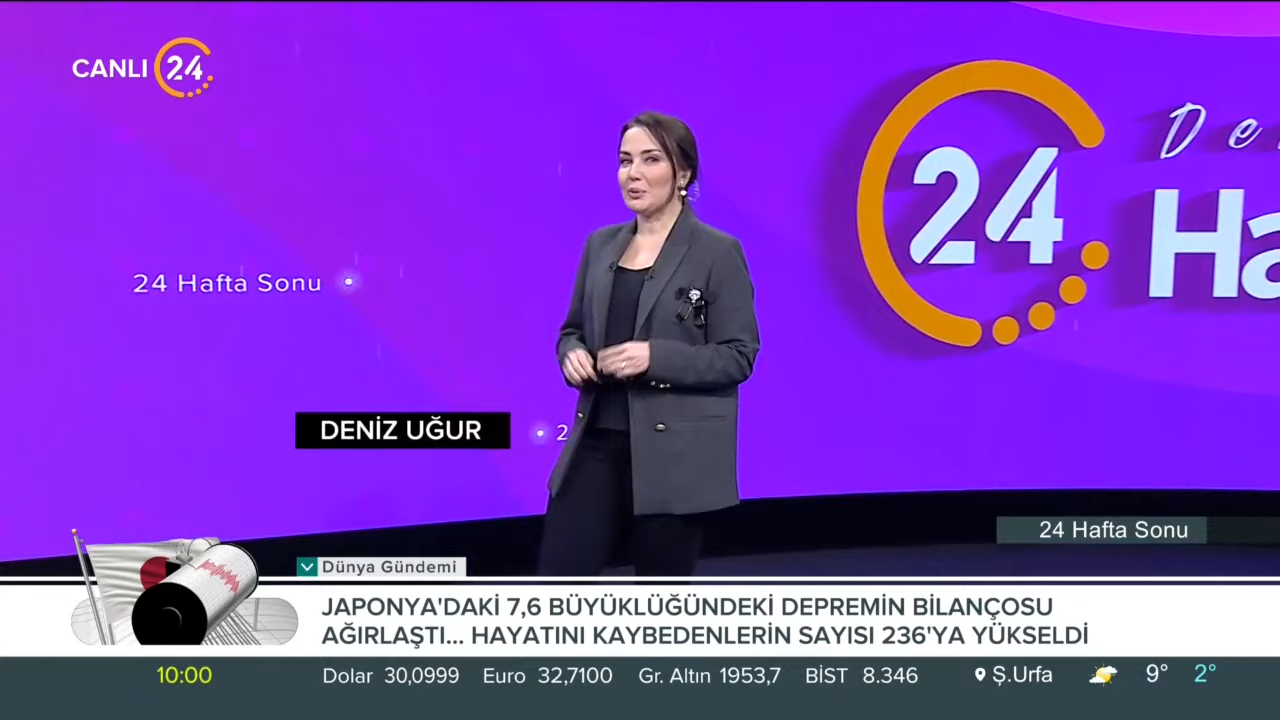 CANLI 24
24
De
Ha
24 Hafta Sonu
DENİZ UĞUR
2
24 Hafta Sonu
Dünya Gündemi
JAPONYA'DAKİ 7,6 BÜYÜKLÜĞÜNDEKİ DEPREMİN BİLANÇOSU
AĞIRLAŞTI... HAYATINI KAYBEDENLERİN SAYISI 236'YA YÜKSELDİ
10:00 Dolar 30,0999 Euro 32,7100 Gr. Altın 1953,7 BİST 8.346 Ş.Urfa 9° 2°